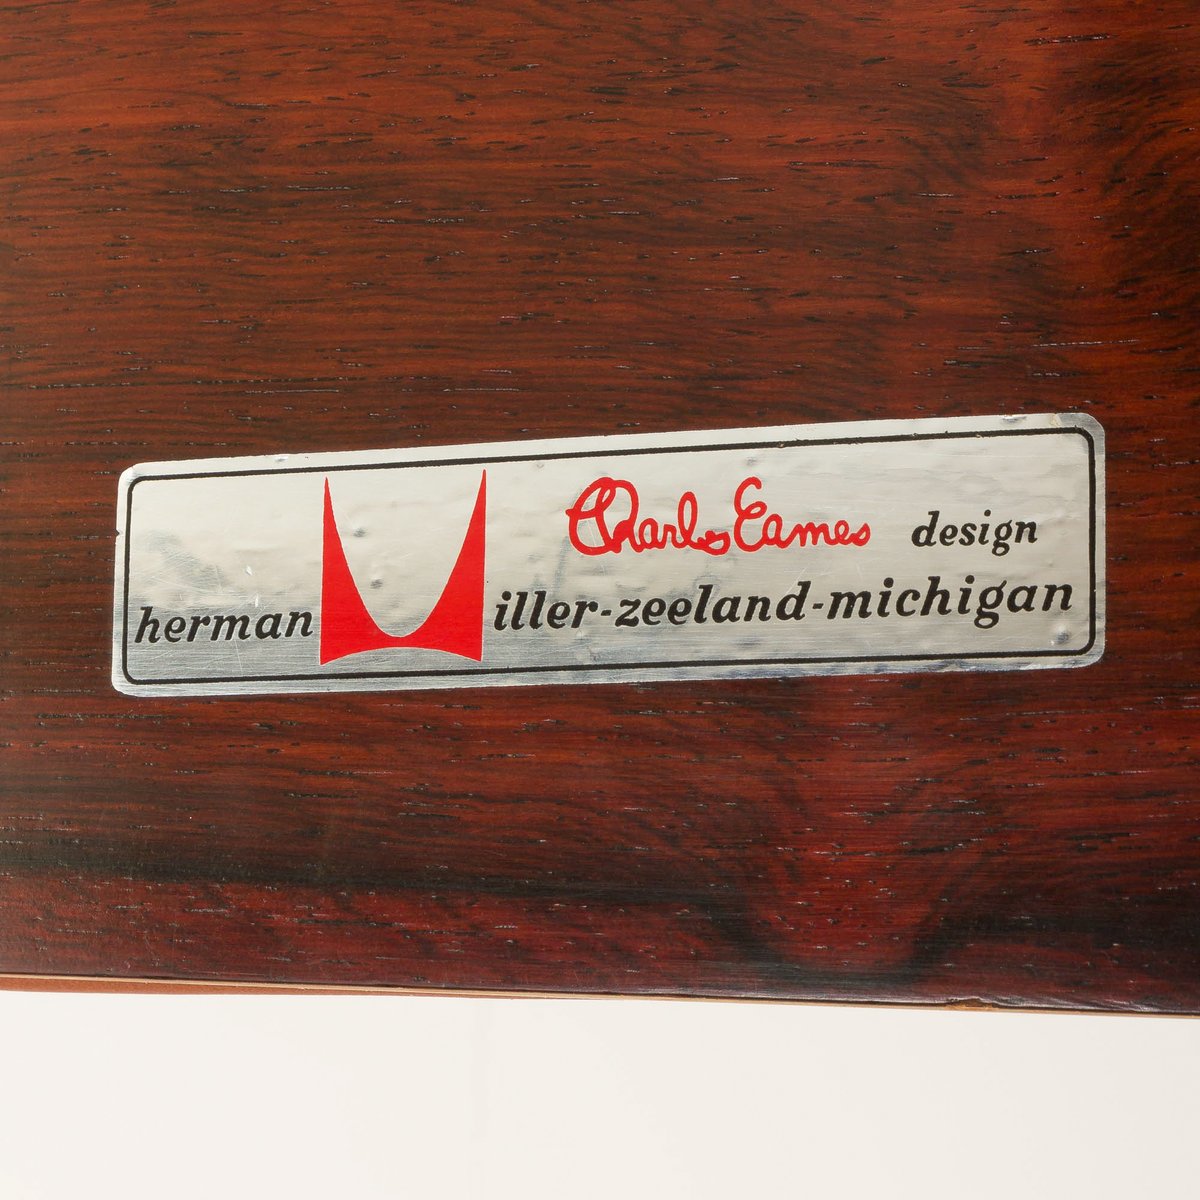 Charles Eames design
herman miller-zeeland-michigan